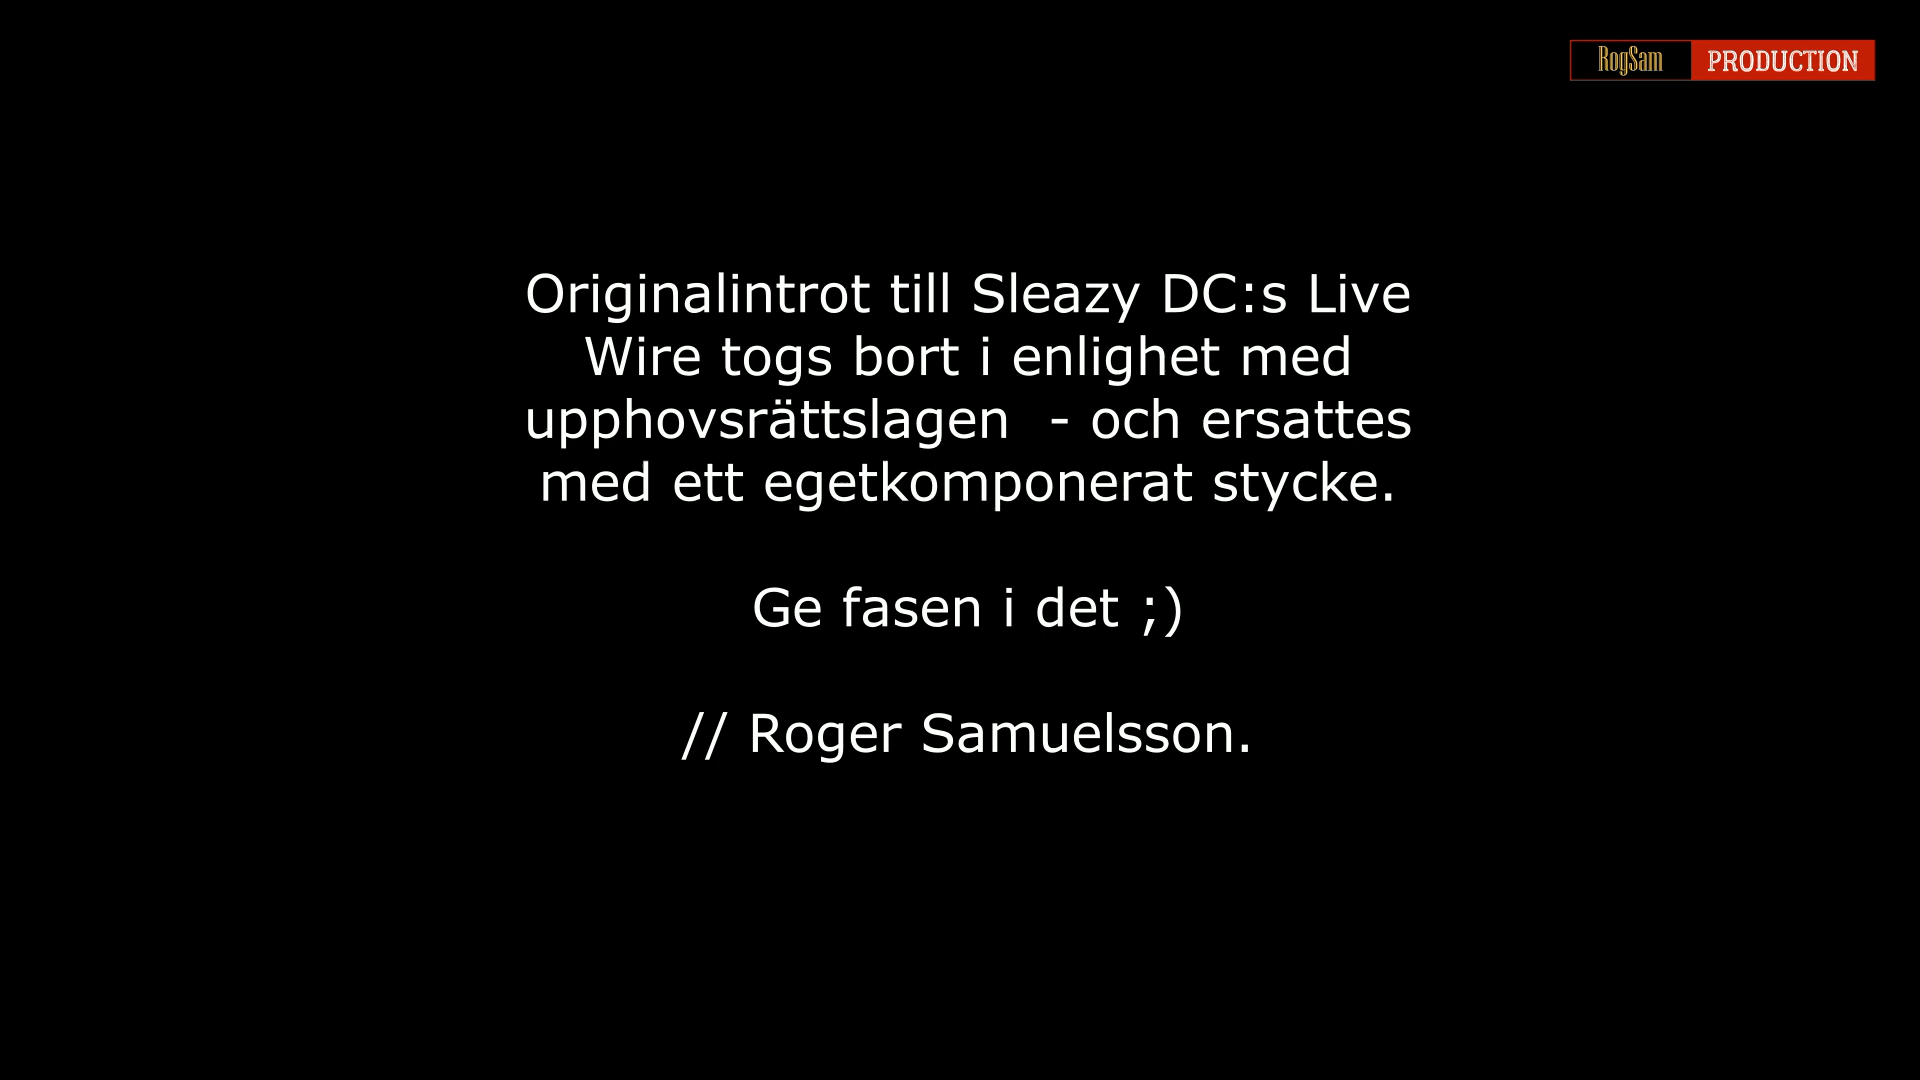 RogSam PRODUCTION
Originalintrot till Sleazy DC:s Live
Wire togs bort i enlighet med
upphovsrättslagen  - och ersattes
med ett egetkomponerat stycke.
Ge fasen i det ;)
// Roger Samuelsson.